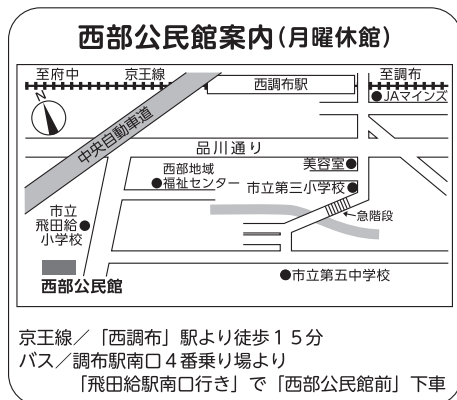 西部公民館案内(月曜休館)
至府中
京王線
西調布駅
至調布
N
JAマインズ
中央自動車道
品川通り
美容室
西部地域
福祉センター
市立第三小学校
急階段
市立
飛田給
小学校
西部公民館
市立第五中学校
京王線/「西調布」駅より徒歩15分
バス/調布駅南口4番乗り場より
「飛田給駅南口行き」で「西部公民館前」下車